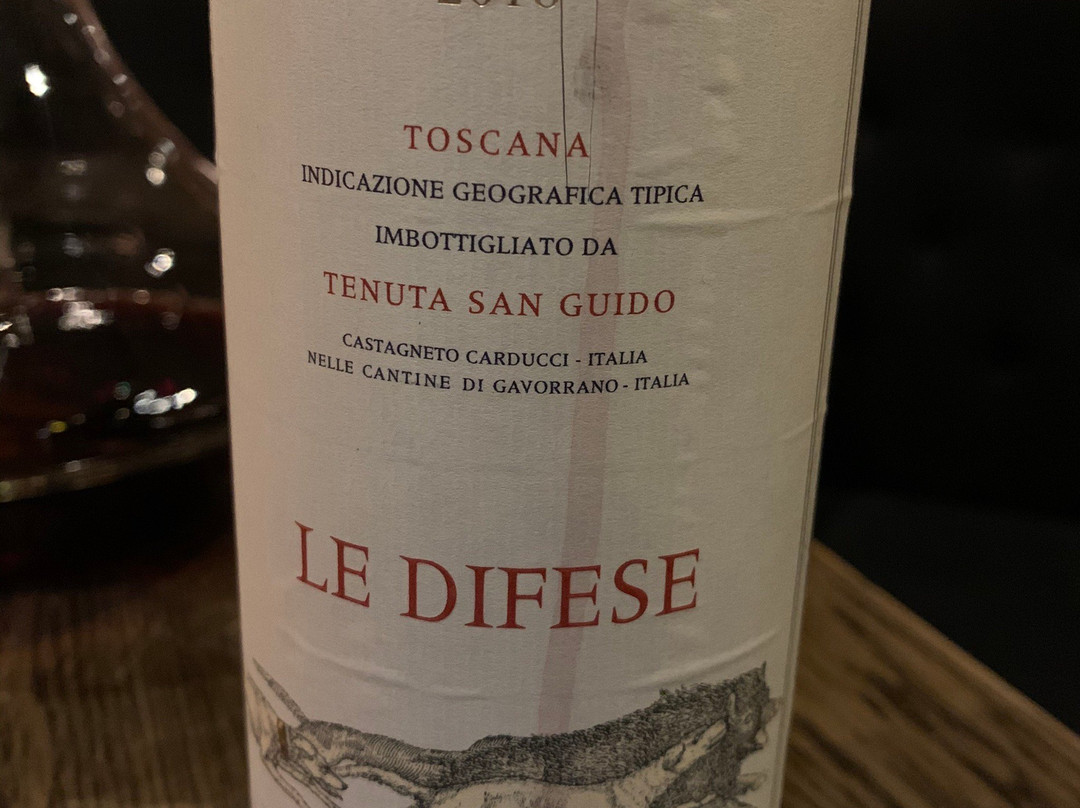 TOSCANA
INDICAZIONE GEOGRAFICA TIPICA
IMBOTTIGLIATO DA
TENUTA SAN GUIDO
CASTAGNETO CARDUCCI - ITALIA
NELLE CANTINE DI GAVORRANO - ITALIA
LE DIFESE